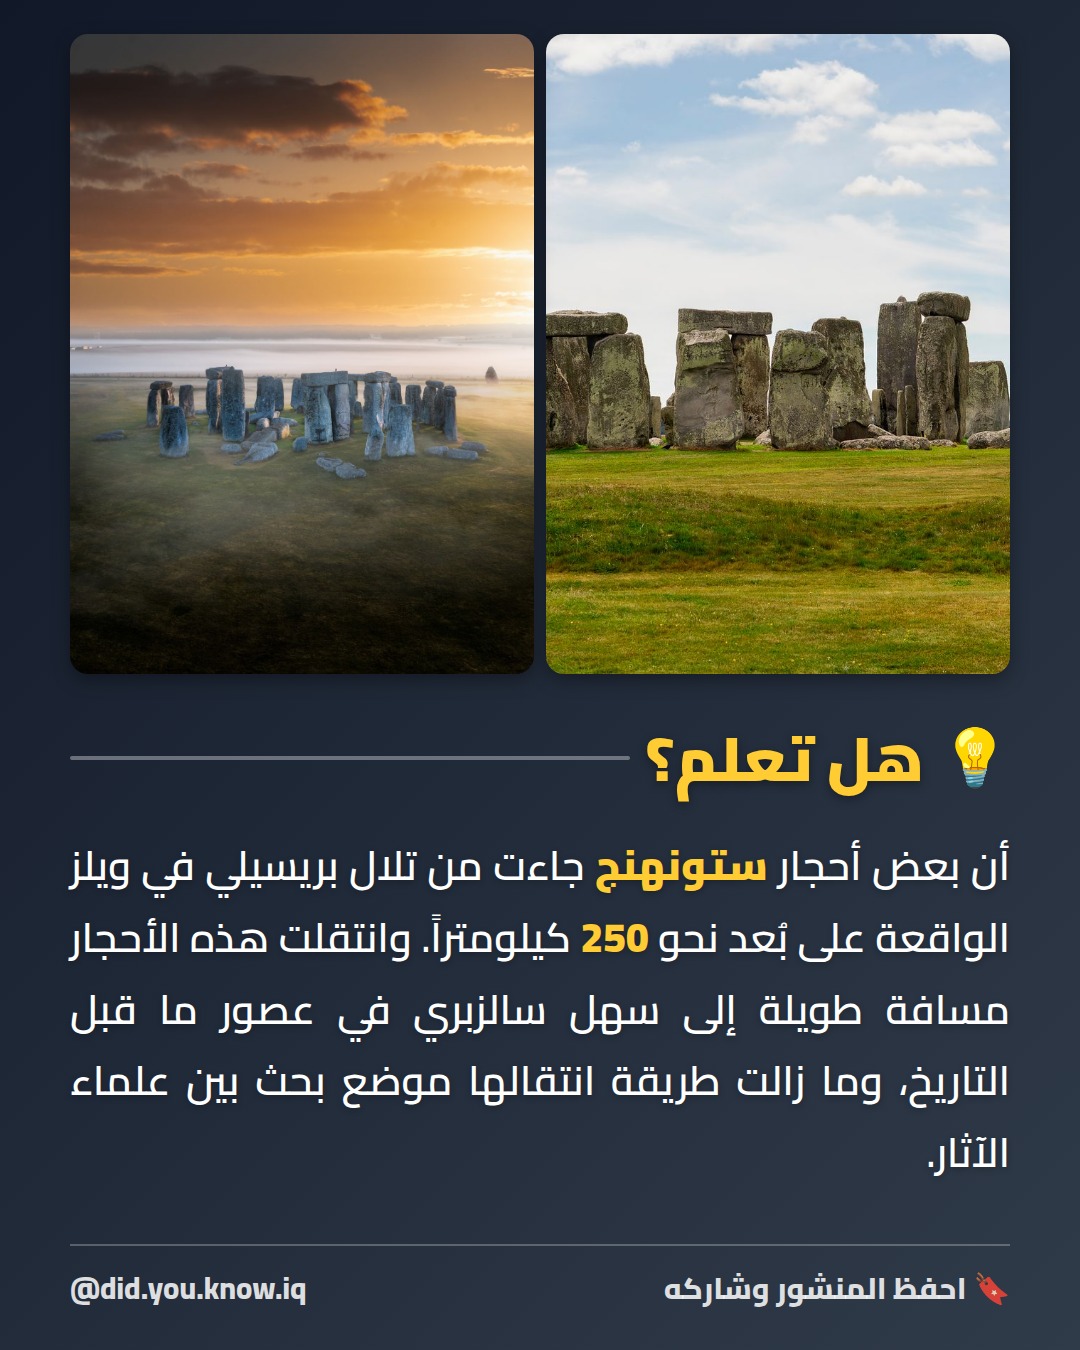 💡 هل تعلم؟
أن بعض أحجار ستونهنج جاءت من تلال بريسيلي في ويلز
الواقعة على بُعد نحو 250 كيلومتراً. وانتقلت هذه الأحجار
مسافة طويلة إلى سهل سالزبري في عصور ما قبل
التاريخ، وما زالت طريقة انتقالها موضع بحث بين علماء
الآثار.
🔖 احفظ المنشور وشاركه
@did.you.know.iq